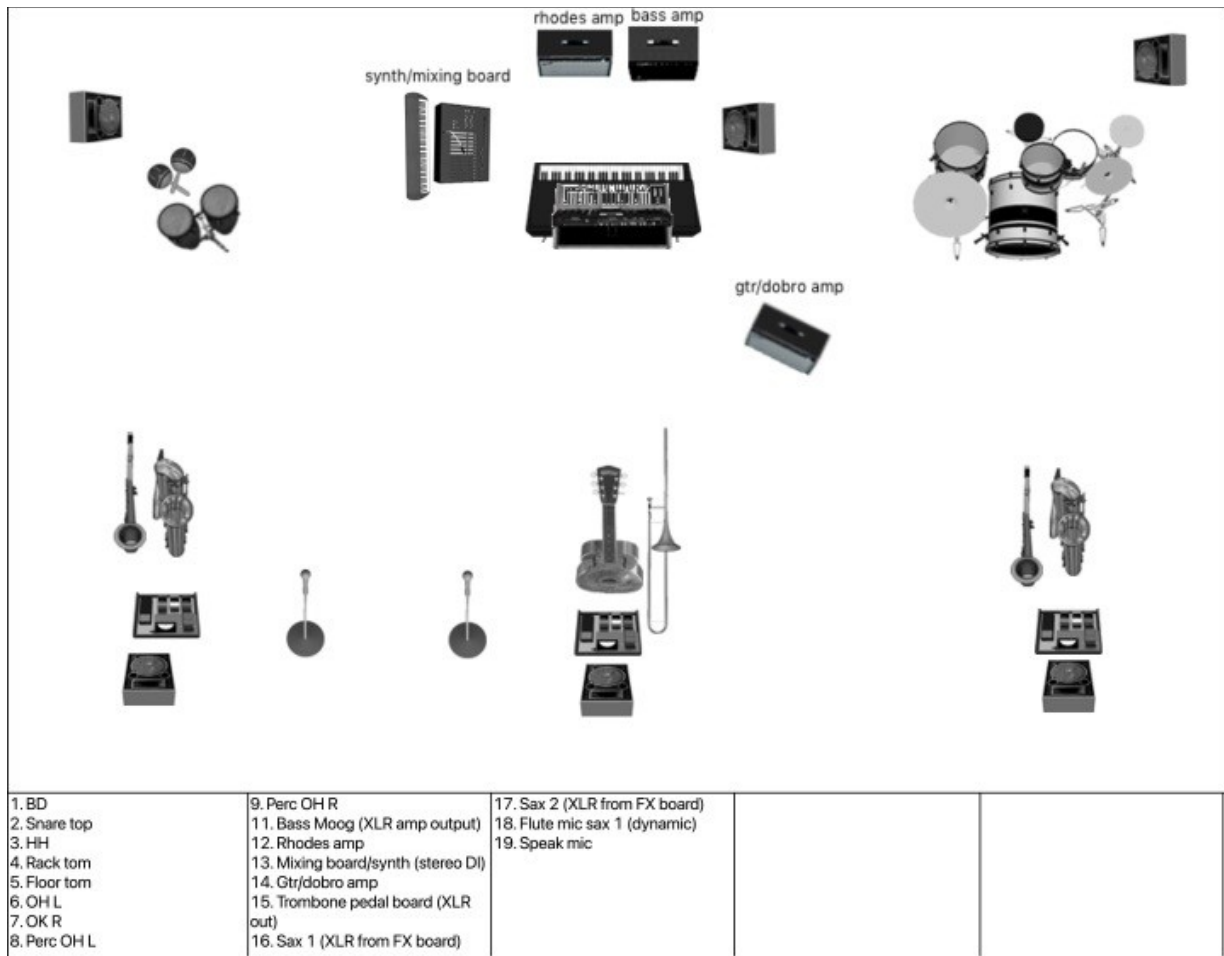 rhodes amp
bass amp
synth/mixing board
gtr/dobro amp
1. BD
2. Snare top
3. HH
4. Rack tom
5. Floor tom
6. OH L
7. OK R
8. Perc OH L
9. Perc OH R
11. Bass Moog (XLR amp output)
12. Rhodes amp
13. Mixing board/synth (stereo DI)
14. Gtr/dobro amp
15. Trombone pedal board (XLR
out)
16. Sax 1 (XLR from FX board)
17. Sax 2 (XLR from FX board)
18. Flute mic sax 1 (dynamic)
19. Speak mic